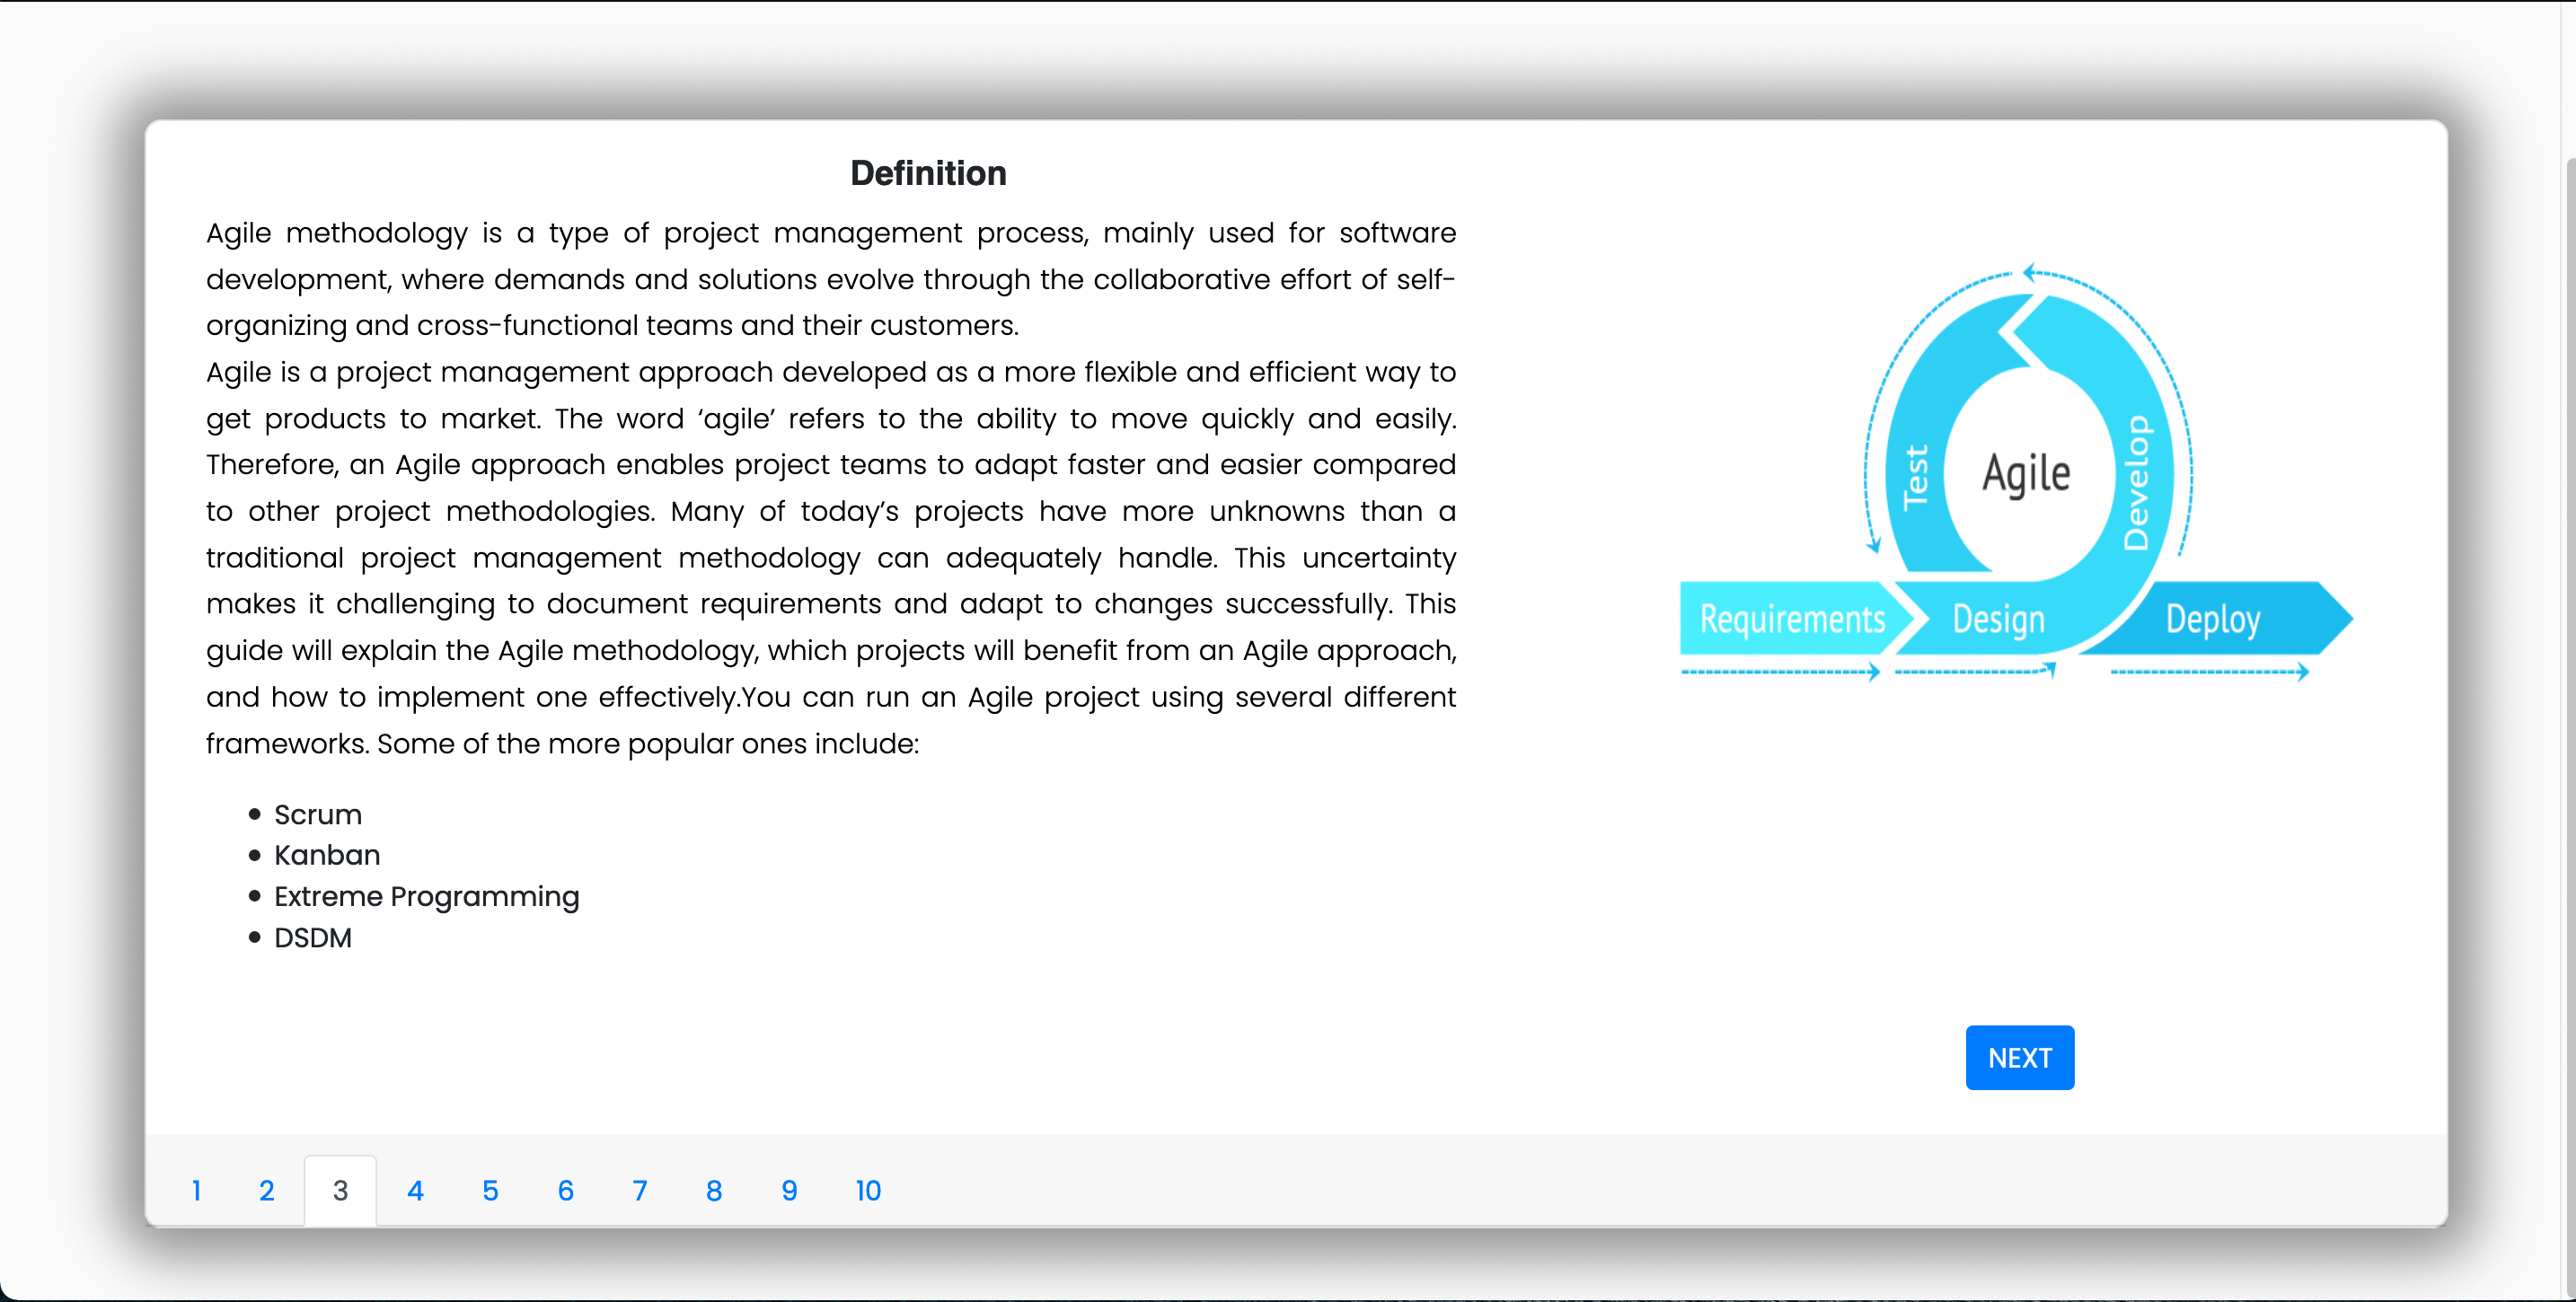 Definition
Agile methodology is a type of project management process, mainly used for software
development, where demands and solutions evolve through the collaborative effort of self-
organizing and cross-functional teams and their customers.
Agile is a project management approach developed as a more flexible and efficient way to
get products to market. The word ‘agile’ refers to the ability to move quickly and easily.
Therefore, an Agile approach enables project teams to adapt faster and easier compared
to other project methodologies. Many of today’s projects have more unknowns than a
traditional project management methodology can adequately handle. This uncertainty
makes it challenging to document requirements and adapt to changes successfully. This
guide will explain the Agile methodology, which projects will benefit from an Agile approach,
and how to implement one effectively.You can run an Agile project using several different
frameworks. Some of the more popular ones include:
Scrum
Kanban
Extreme Programming
DSDM
Test
Agile
Develop
Requirements
Design
Deploy
NEXT
1 2 3 4 5 6 7 8 9 10